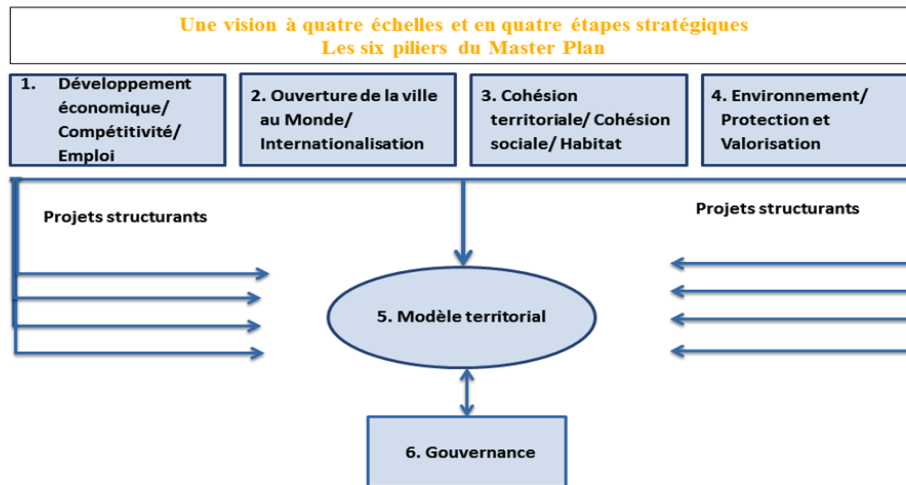 Une vision à quatre échelles et en quatre étapes stratégiques
Les six piliers du Master Plan
1. Développement
économique/
Compétitivité/
Emploi
2. Ouverture de la ville
au Monde/
Internationalisation
3. Cohésion
territoriale/ Cohésion
sociale/ Habitat
4. Environnement/
Protection et
Valorisation
Projets structurants
Projets structurants
5. Modèle territorial
6. Gouvernance